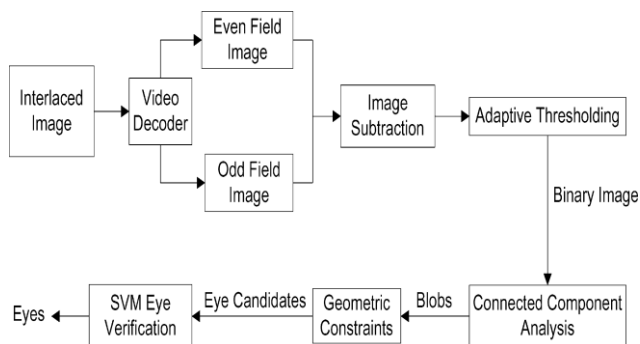 Even Field
Image
Interlaced
Image
Video
Decoder
Image
Subtraction
Adaptive Thresholding
Odd Field
Image
Binary Image
Eyes
SVM Eye
Verification
Eye Candidates
Geometric
Constraints
Blobs
Connected Component
Analysis